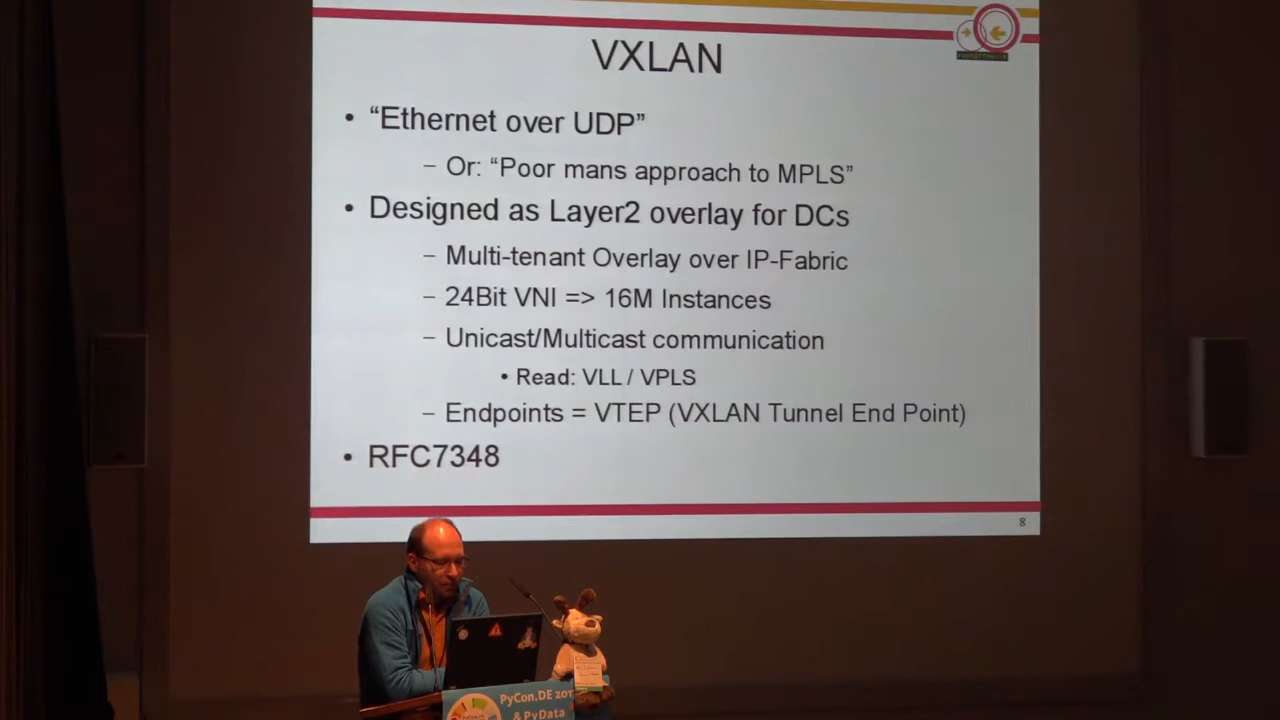 VXLAN
• “Ethernet over UDP”
– Or: “Poor mans approach to MPLS”
• Designed as Layer2 overlay for DCs
– Multi-tenant Overlay over IP-Fabric
– 24Bit VNI => 16M Instances
– Unicast/Multicast communication
• Read: VLL / VPLS
– Endpoints = VTEP (VXLAN Tunnel End Point)
• RFC7348
8
PyCon.DE 201
& PyData